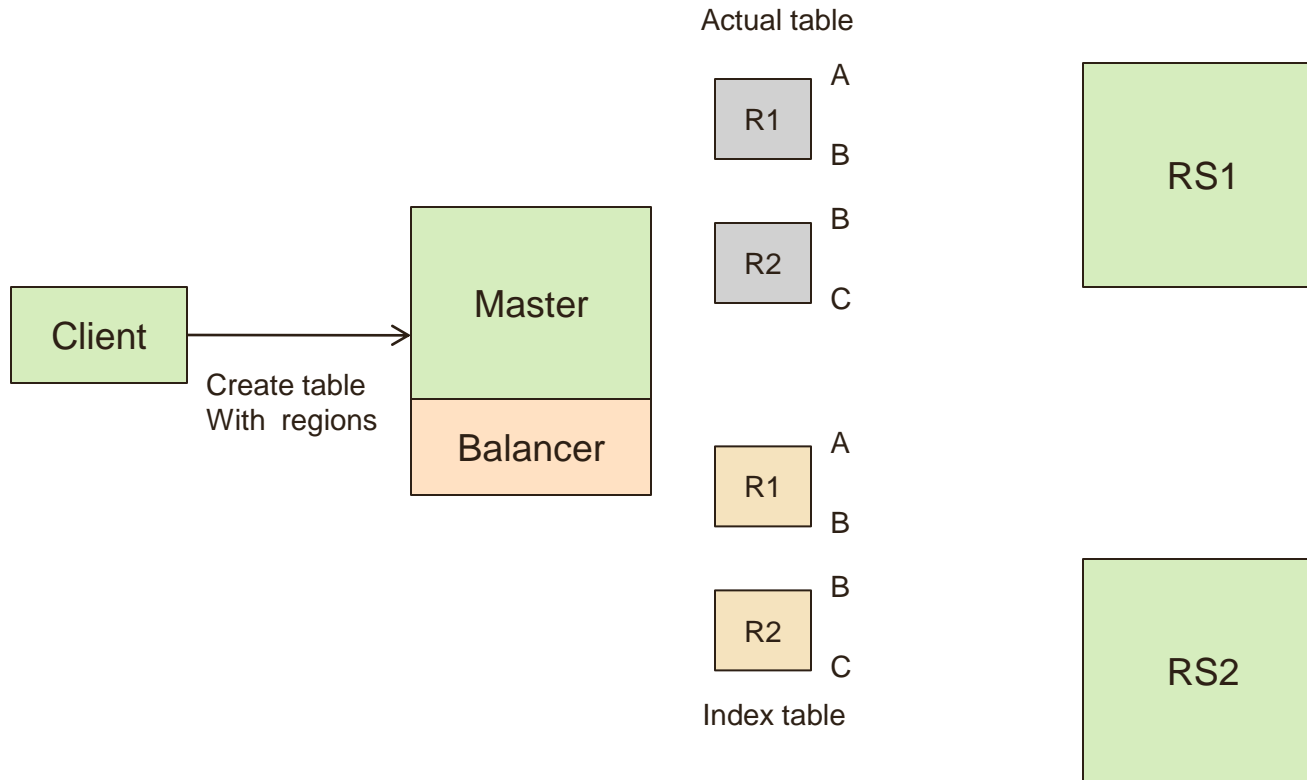 Actual table
A
R1
B
B
R2
C
RS1
Client
Create table
With regions
Master
Balancer
A
R1
B
B
R2
C
Index table
RS2